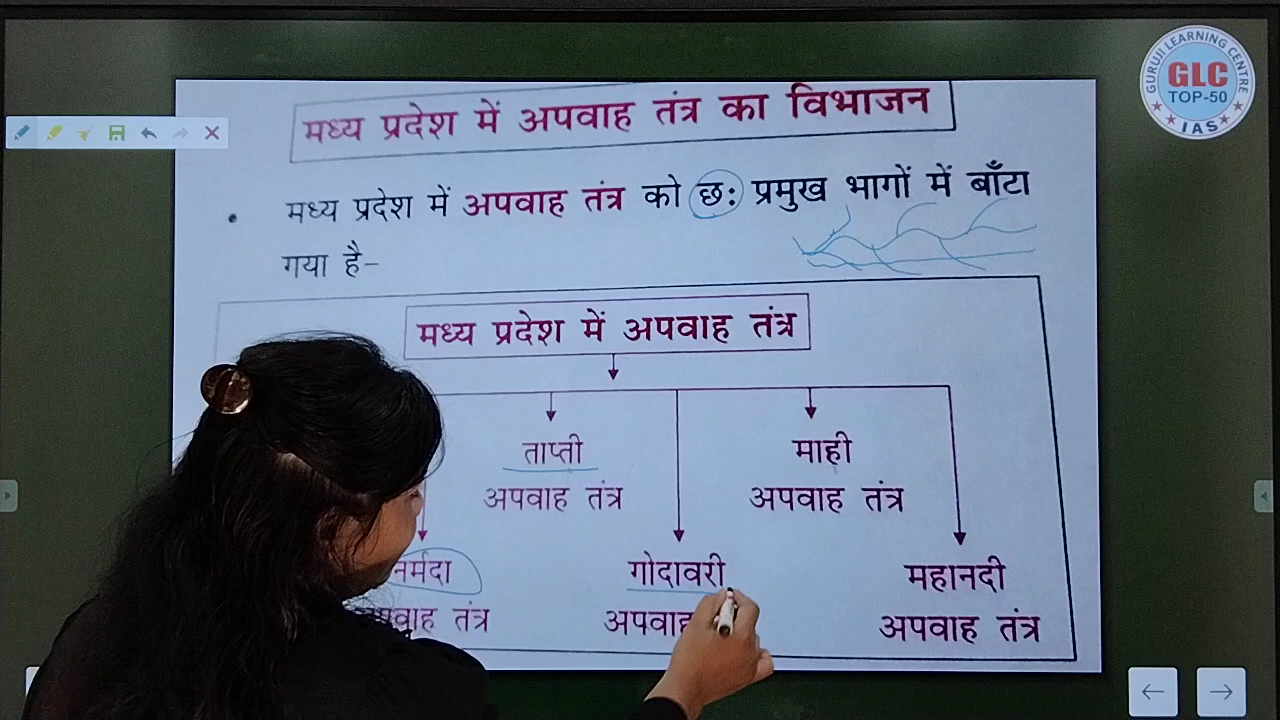 GURUJI LEARNING CENTRE
GLC
TOP-50
IAS
मध्य प्रदेश में अपवाह तंत्र का विभाजन
• मध्य प्रदेश में अपवाह तंत्र को छः प्रमुख भागों में बाँटा
गया है-
मध्य प्रदेश में अपवाह तंत्र
ताप्ती
अपवाह तंत्र
माही
अपवाह तंत्र
नर्मदा
अपवाह तंत्र
गोदावरी
अपवाह
महानदी
अपवाह तंत्र